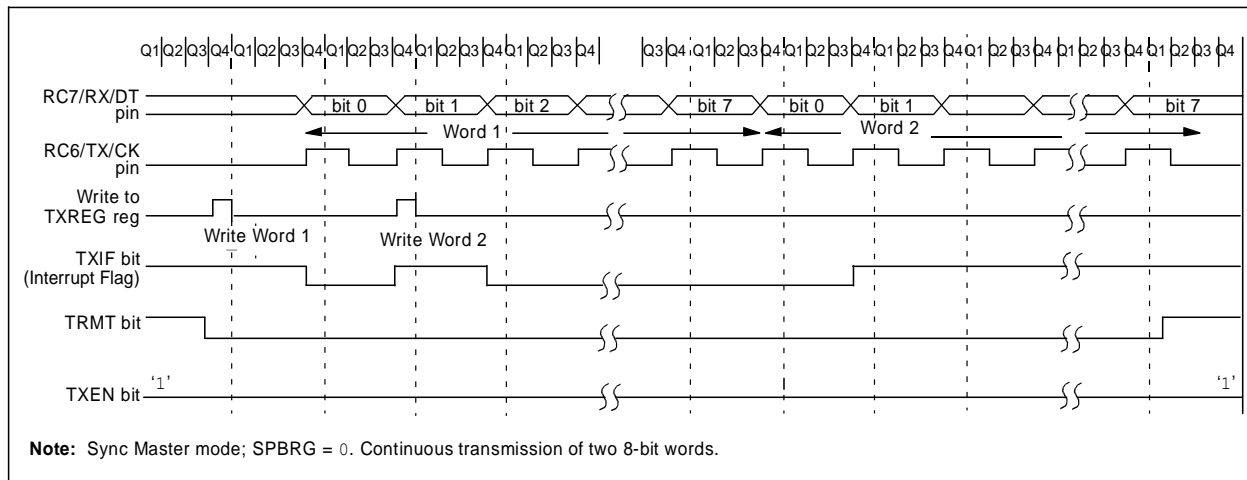 Q1 Q2 Q3 Q4 Q1 Q2 Q3 Q4 Q1 Q2 Q3 Q4 Q1 Q2 Q3 Q4 Q1 Q2 Q3 Q4 Q3 Q4 Q1 Q2 Q3 Q4 Q1 Q2 Q3 Q4 Q1 Q2 Q3 Q4 Q1 Q2 Q3 Q4 Q1 Q2 Q3 Q4 Q1 Q2 Q3 Q4
RC7/RX/DT
pin
bit 0 bit 1 bit 2 bit 7 bit 0 bit 1 bit 7
Word 1 Word 2
RC6/TX/CK
pin
Write to
TXREG reg
Write Word 1 Write Word 2
TXIF bit
(Interrupt Flag)
TRMT bit
TXEN bit
‘1’ ‘1’
Note: Sync Master mode; SPBRG = 0. Continuous transmission of two 8-bit words.